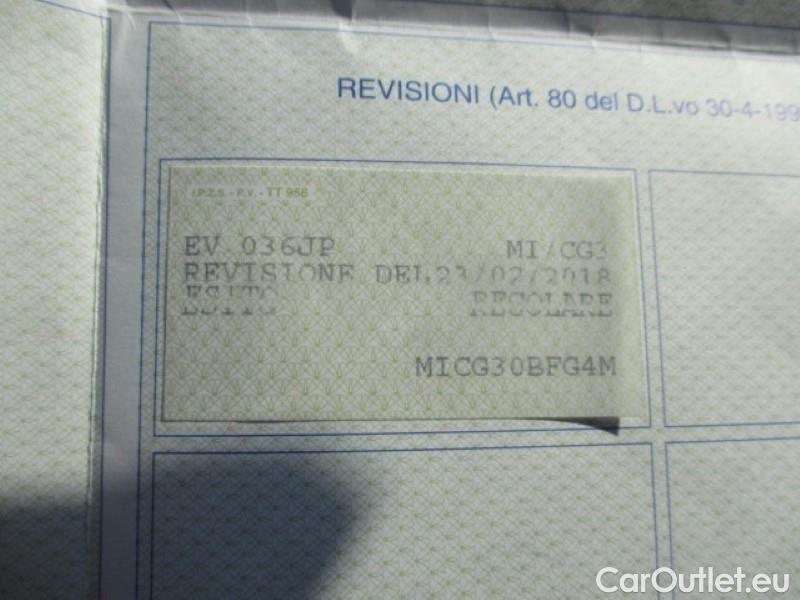 REVISIONI (Art. 80 del D.L.vo 30-4-199
I.P.Z.S. - P.V. - TT 956
EV 036JP MI/CG3
REVISIONE DEL 23/02/2018
ESITO REGOLARE
MICG30BFG4M
CarOutlet.eu